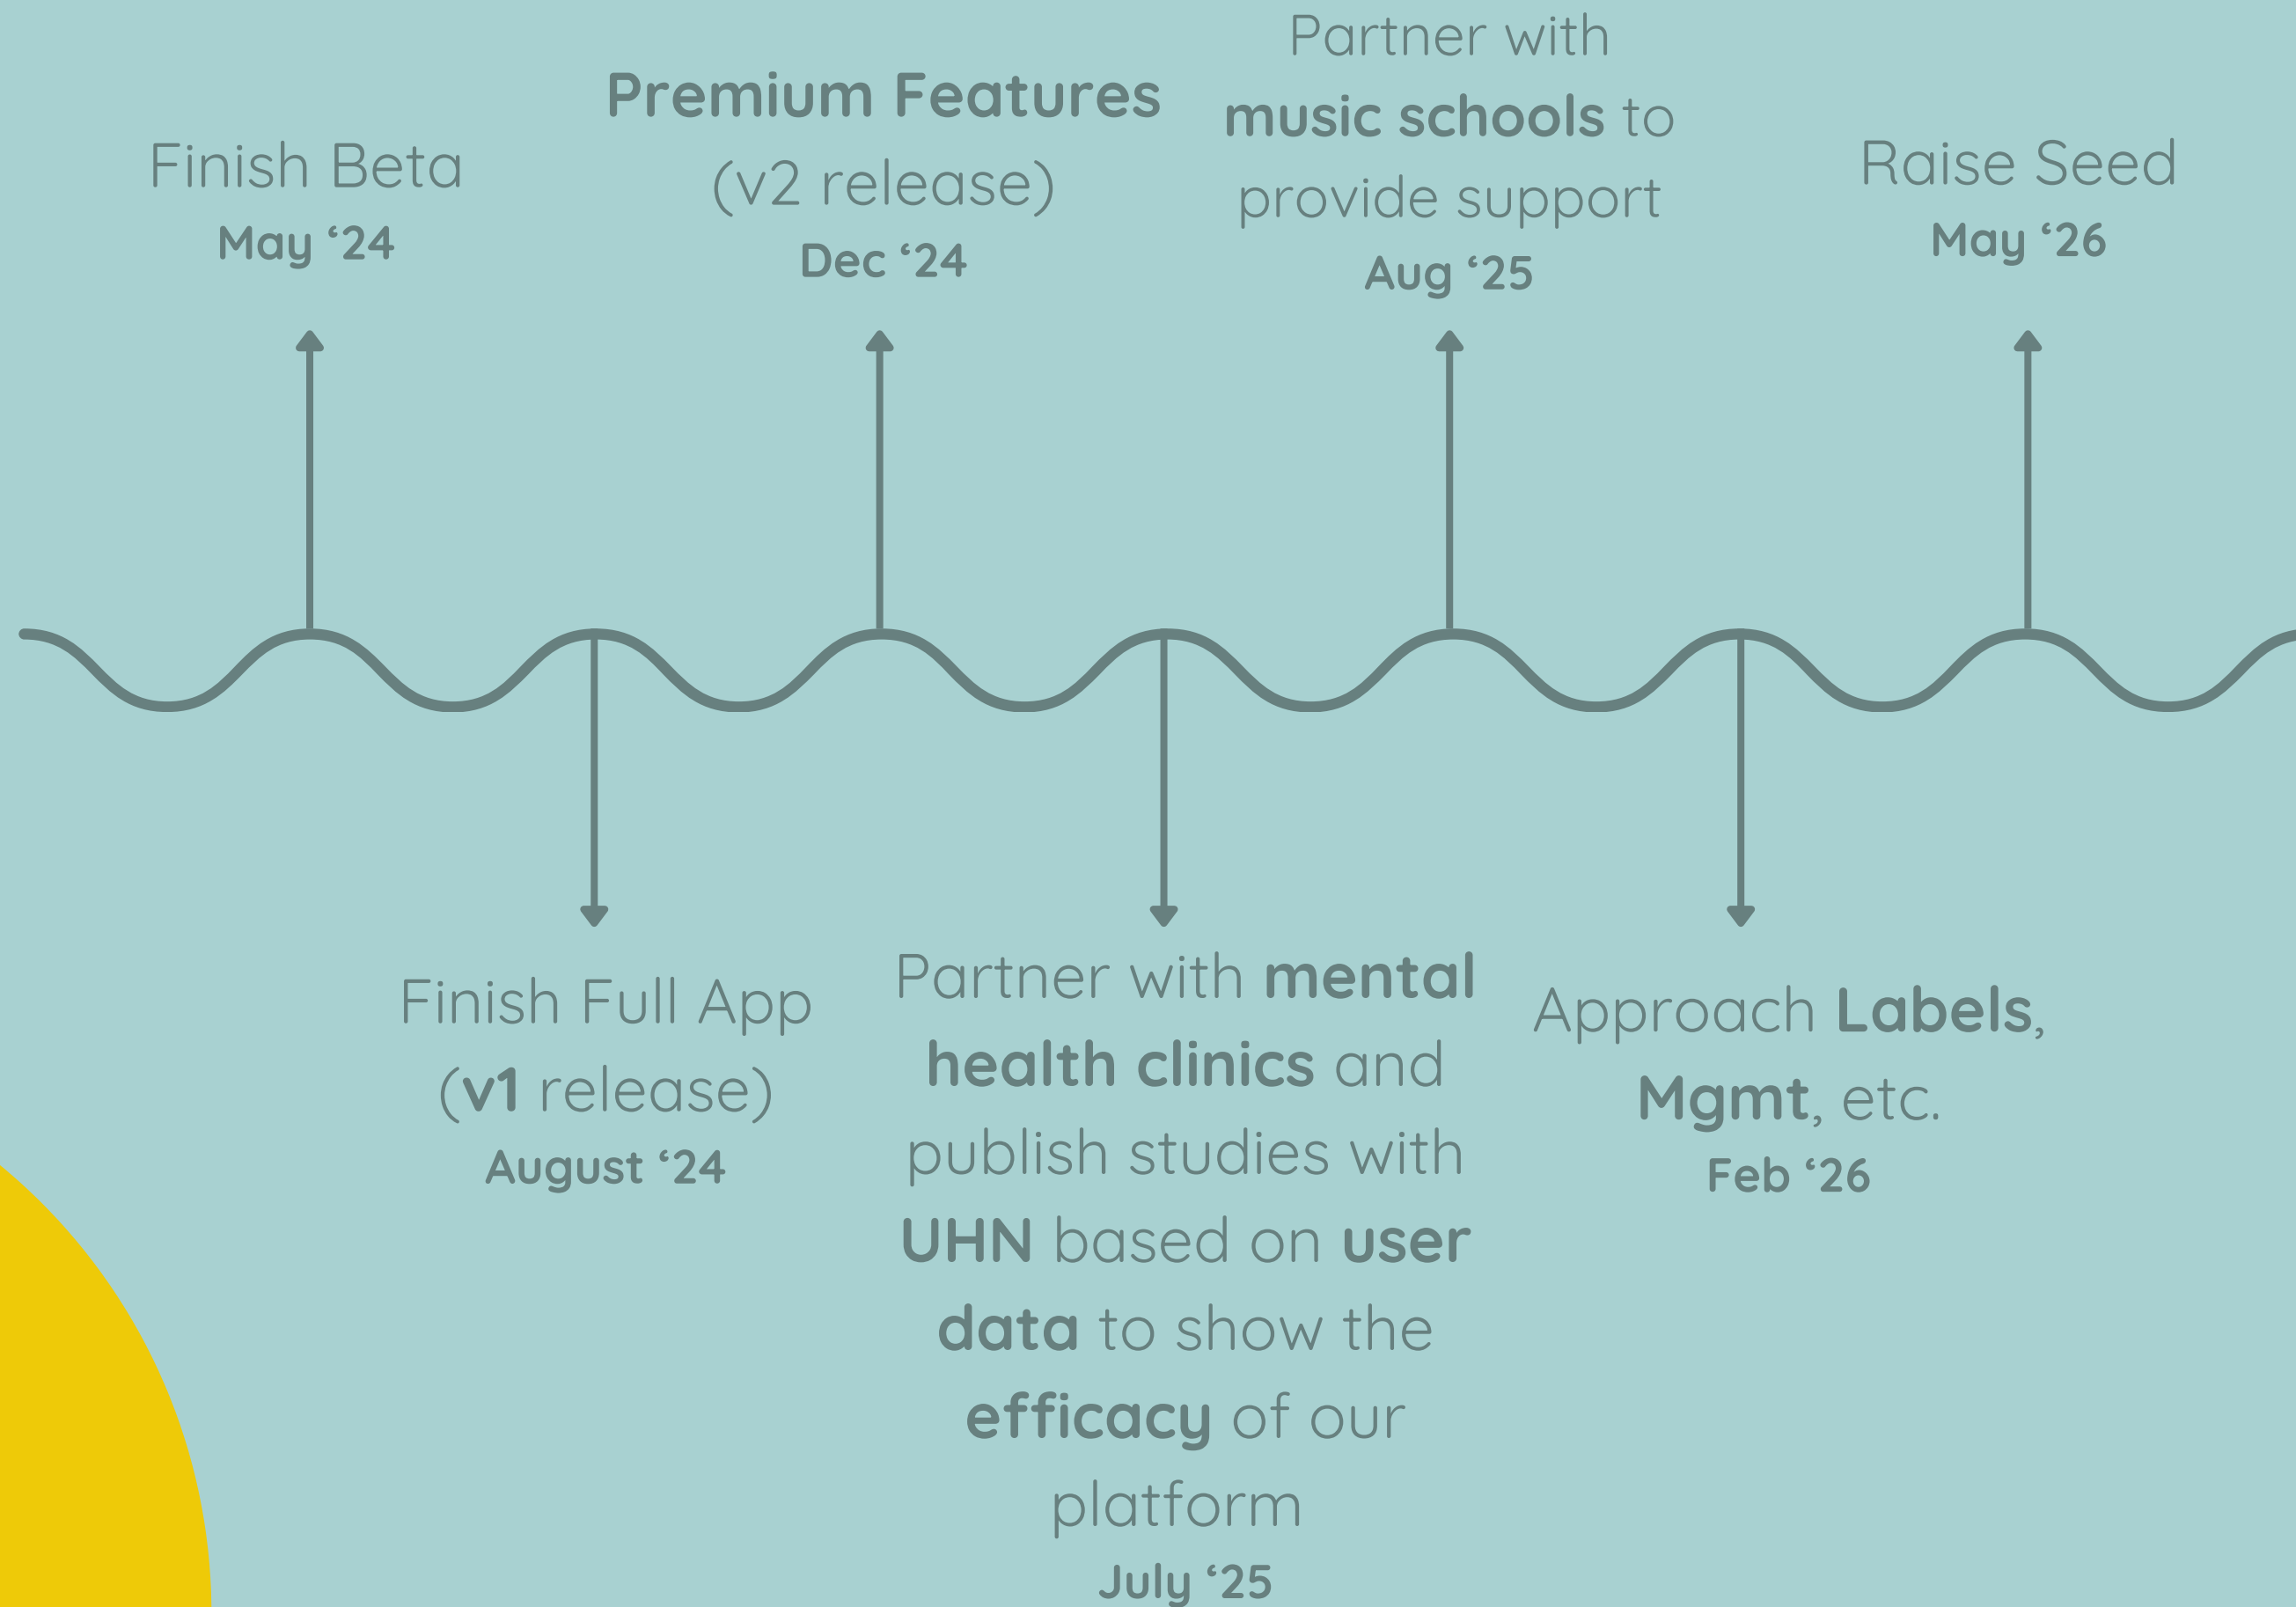 Finish Beta
May ‘24
Premium Features
(v2 release)
Dec ‘24
Partner with
music schools to
provide support
Aug ‘25
Raise Seed
May ‘26
Finish Full App
(v1 release)
August ‘24
Partner with mental
health clinics and
publish studies with
UHN based on user
data to show the
efficacy of our
platform
July ‘25
Approach Labels,
Mgmt, etc.
Feb ‘26